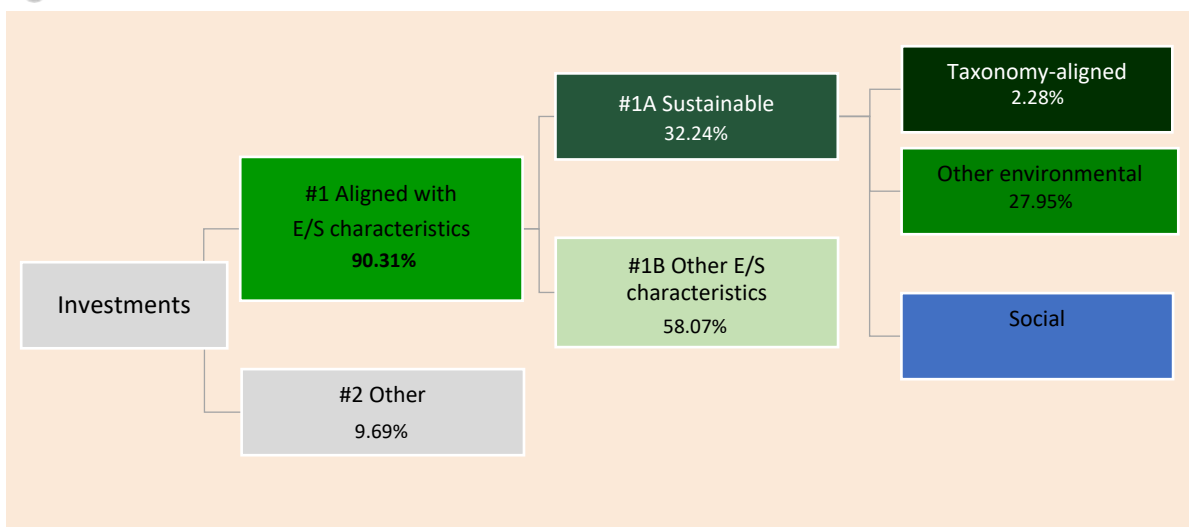 Investments
#1 Aligned with
E/S characteristics
90.31%
#2 Other
9.69%
#1A Sustainable
32.24%
#1B Other E/S
characteristics
58.07%
Taxonomy-aligned
2.28%
Other environmental
27.95%
Social